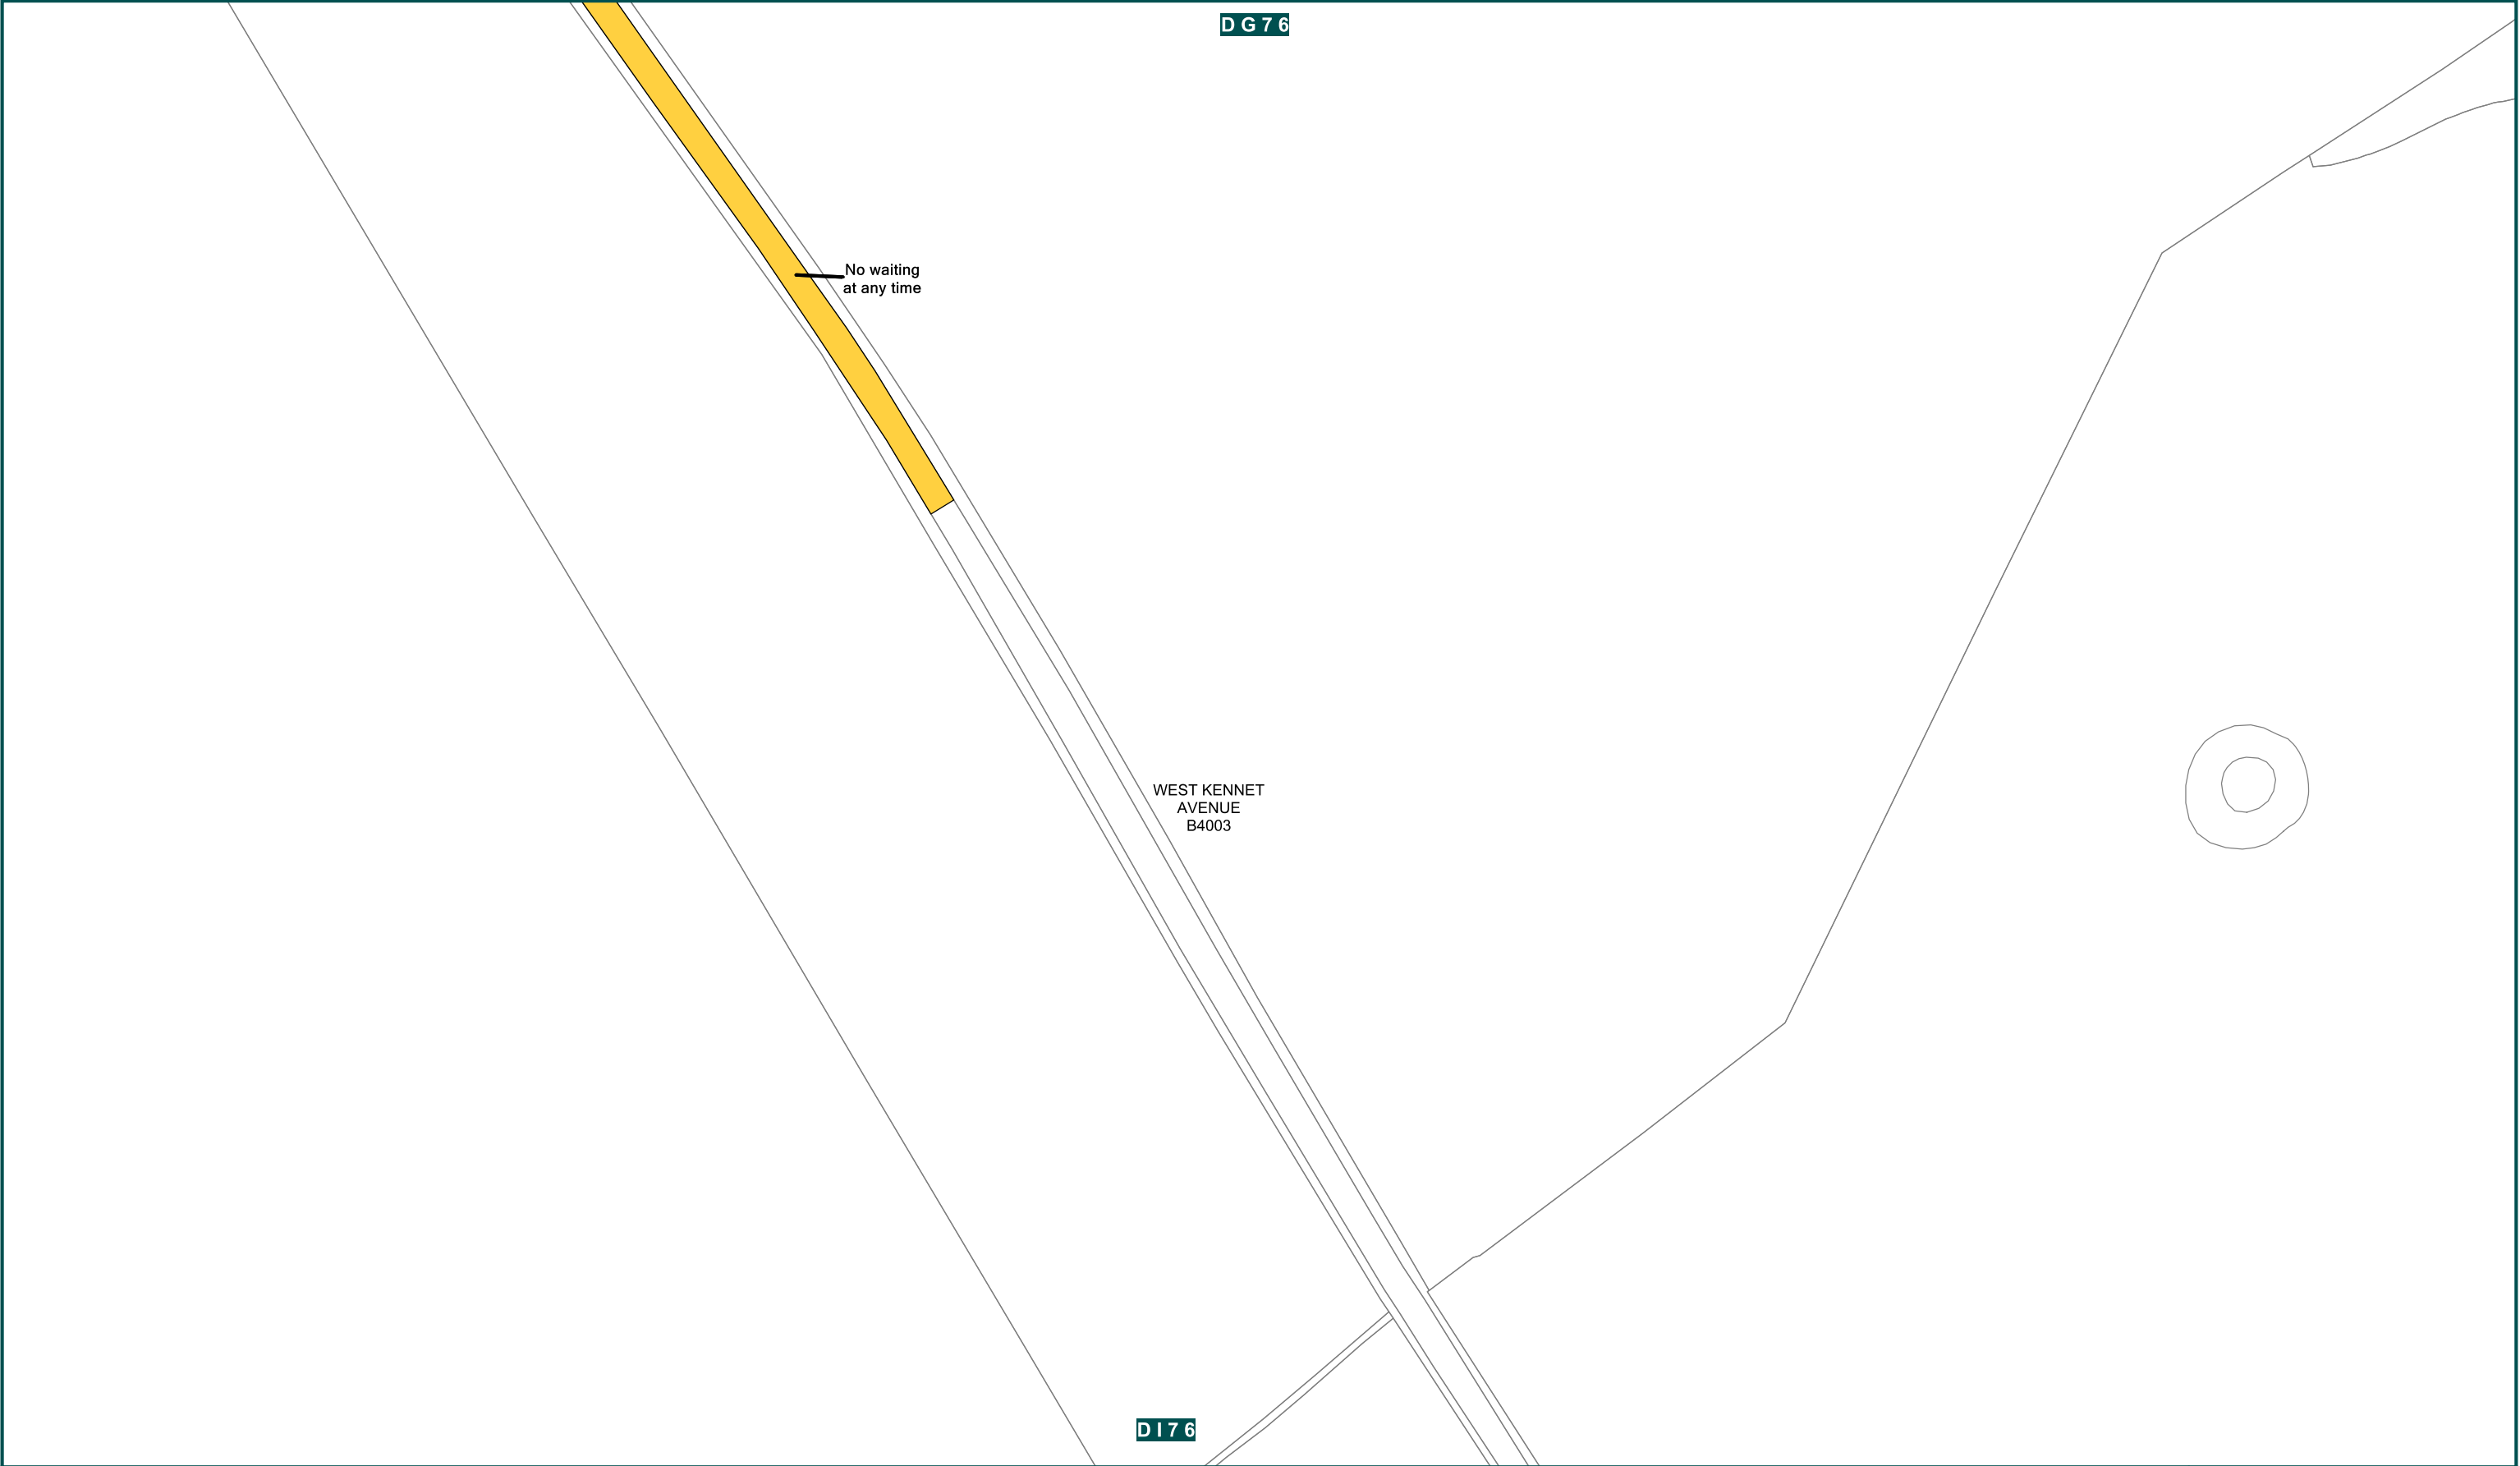 DG76
No waiting
at any time
WEST KENNET
AVENUE
B4003
DI76